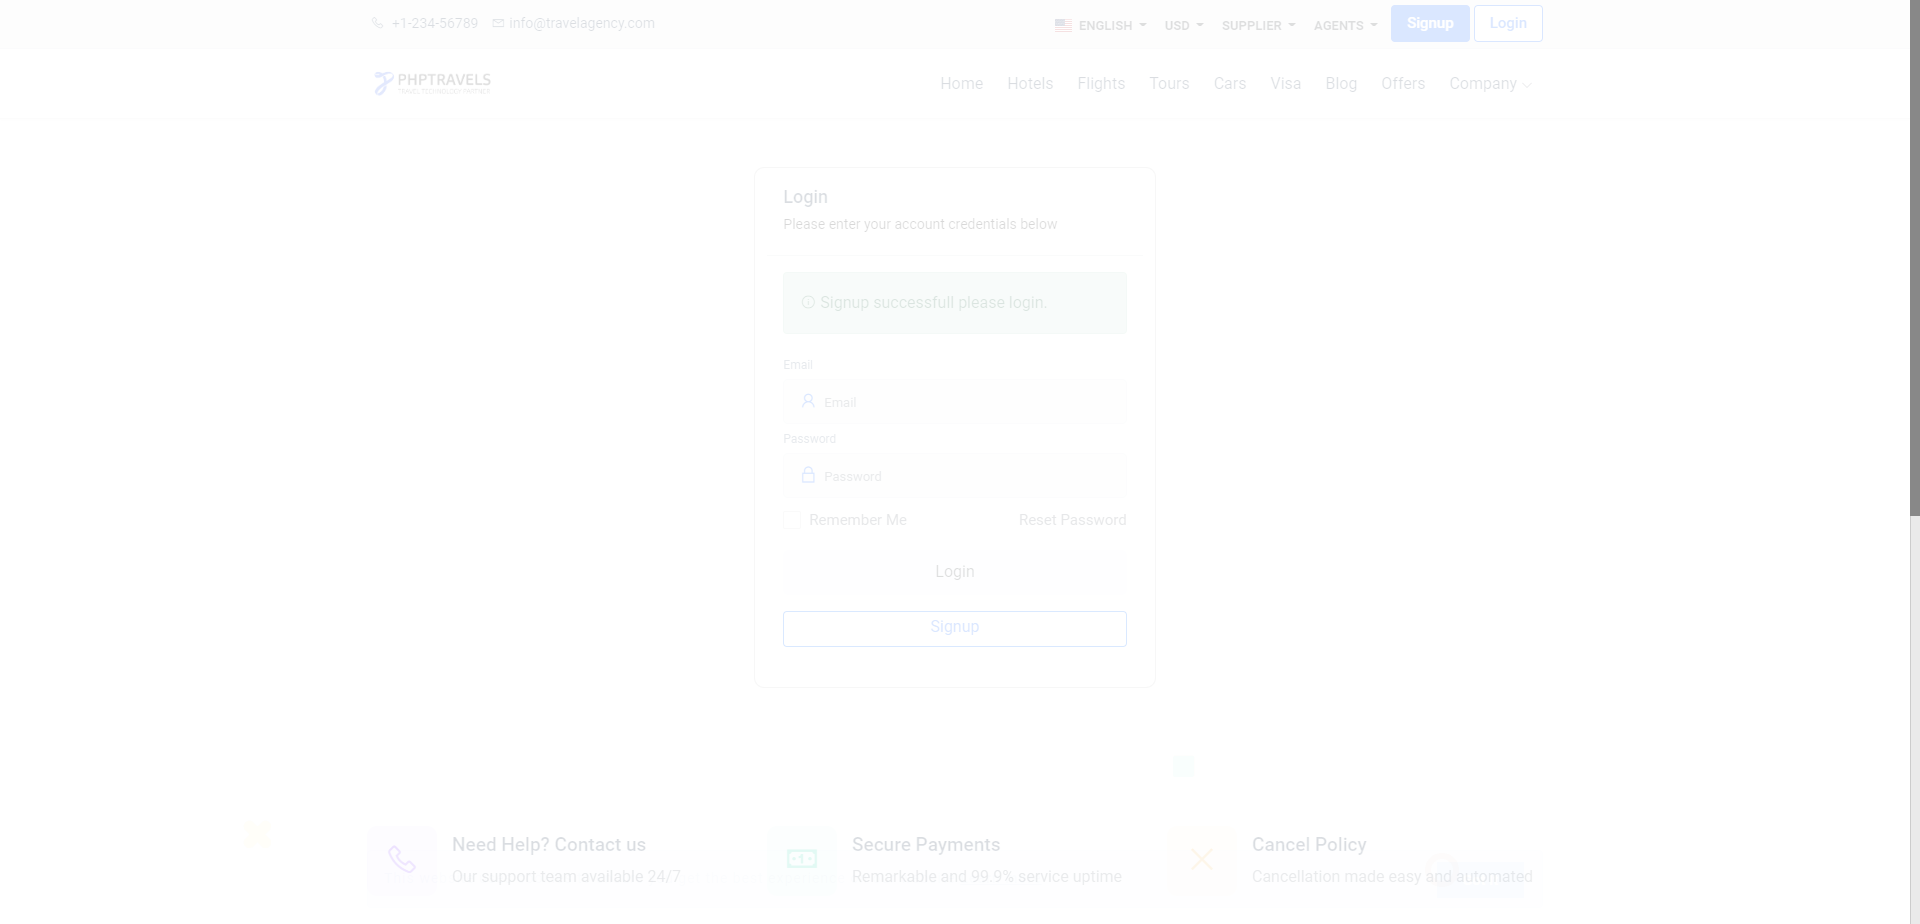 +1-234-56789 info@travelagency.com ENGLISH USD SUPPLIER AGENTS Signup Login
PHPTRAVELS
TRAVEL TECHNOLOGY PARTNER
Home Hotels Flights Tours Cars Visa Blog Offers Company
Login
Please enter your account credentials below
Signup successfull please login.
Email
Email
Password
Password
Remember Me Reset Password
Login
Signup
Need Help? Contact us Secure Payments Cancel Policy
Our support team available 24/7 Remarkable and 99.9% service uptime Cancellation made easy and automated